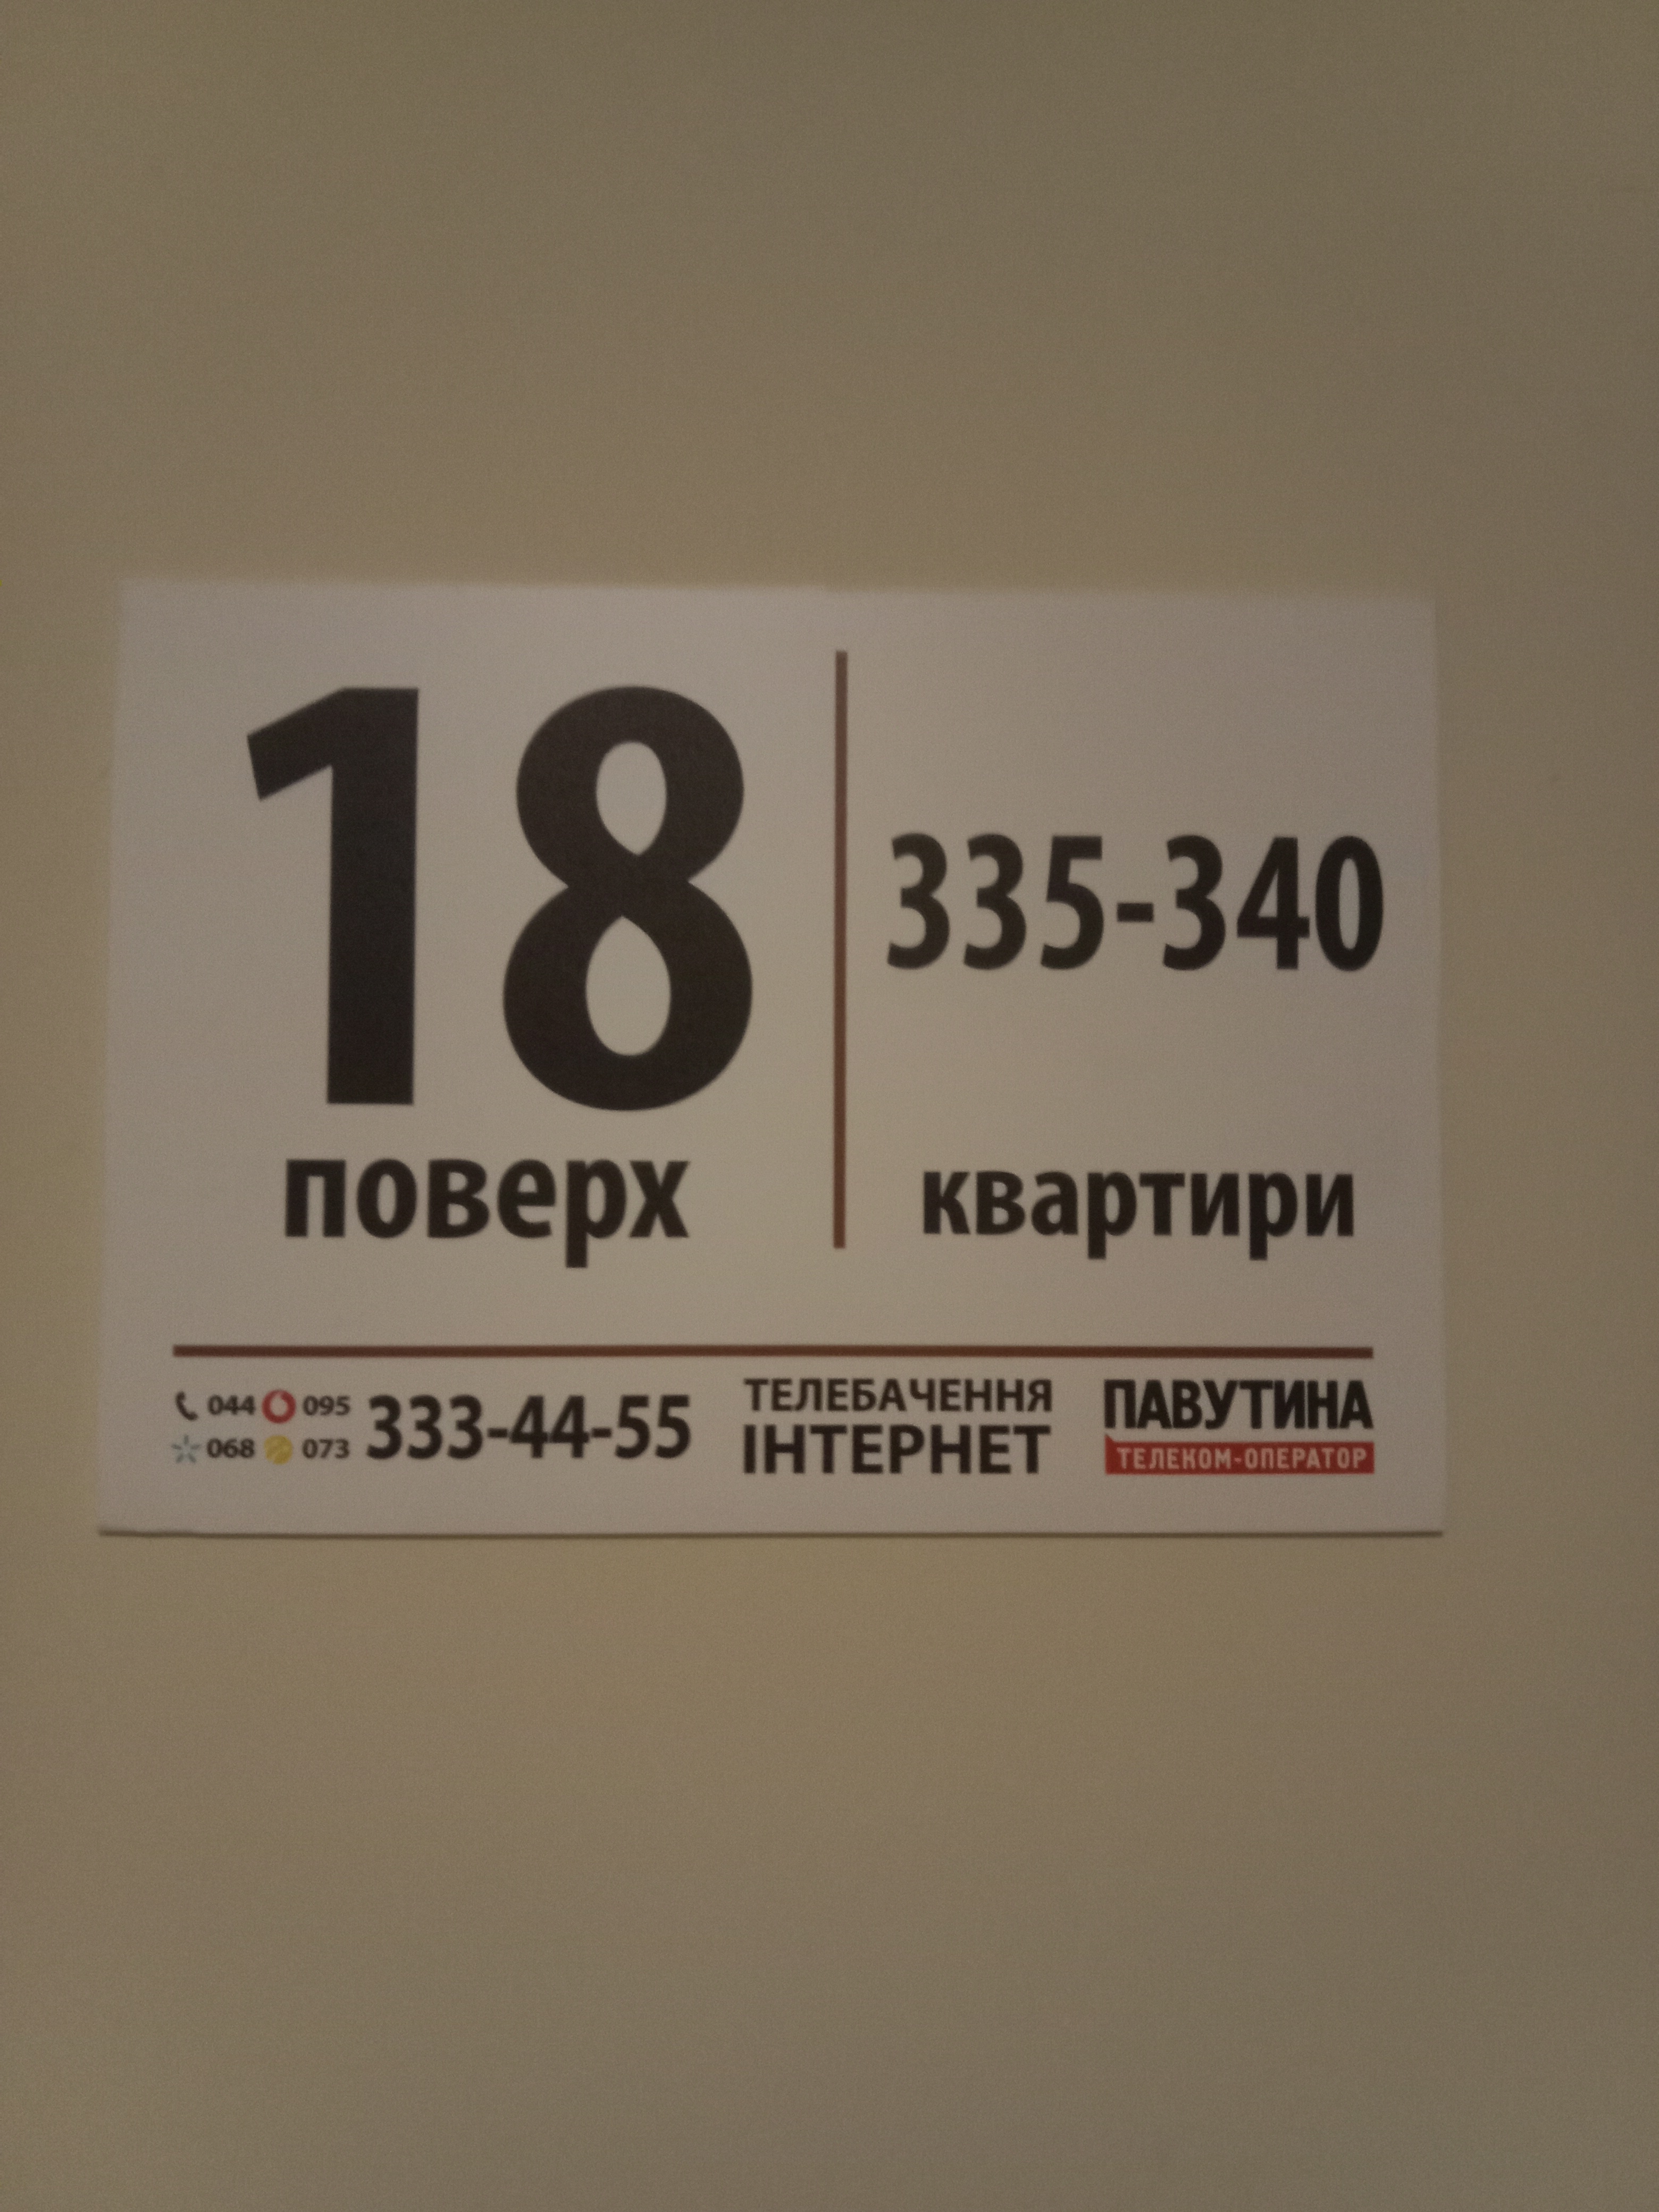 18
поверх
335-340
квартири
044 095
068 073
333-44-55
ТЕЛЕБАЧЕННЯ
ІНТЕРНЕТ
ПАВУТИНА
ТЕЛЕКОМ-ОПЕРАТОР